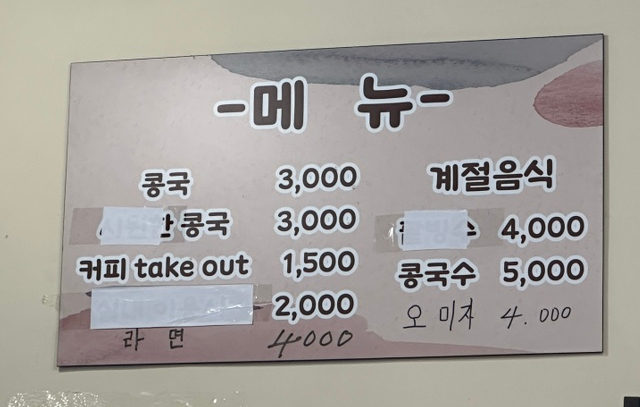 -메 뉴-
콩국 3,000
콩국 3,000
커피 take out 1,500
2,000
라면 4000
계절음식
4,000
콩국수 5,000
오미자 4.000